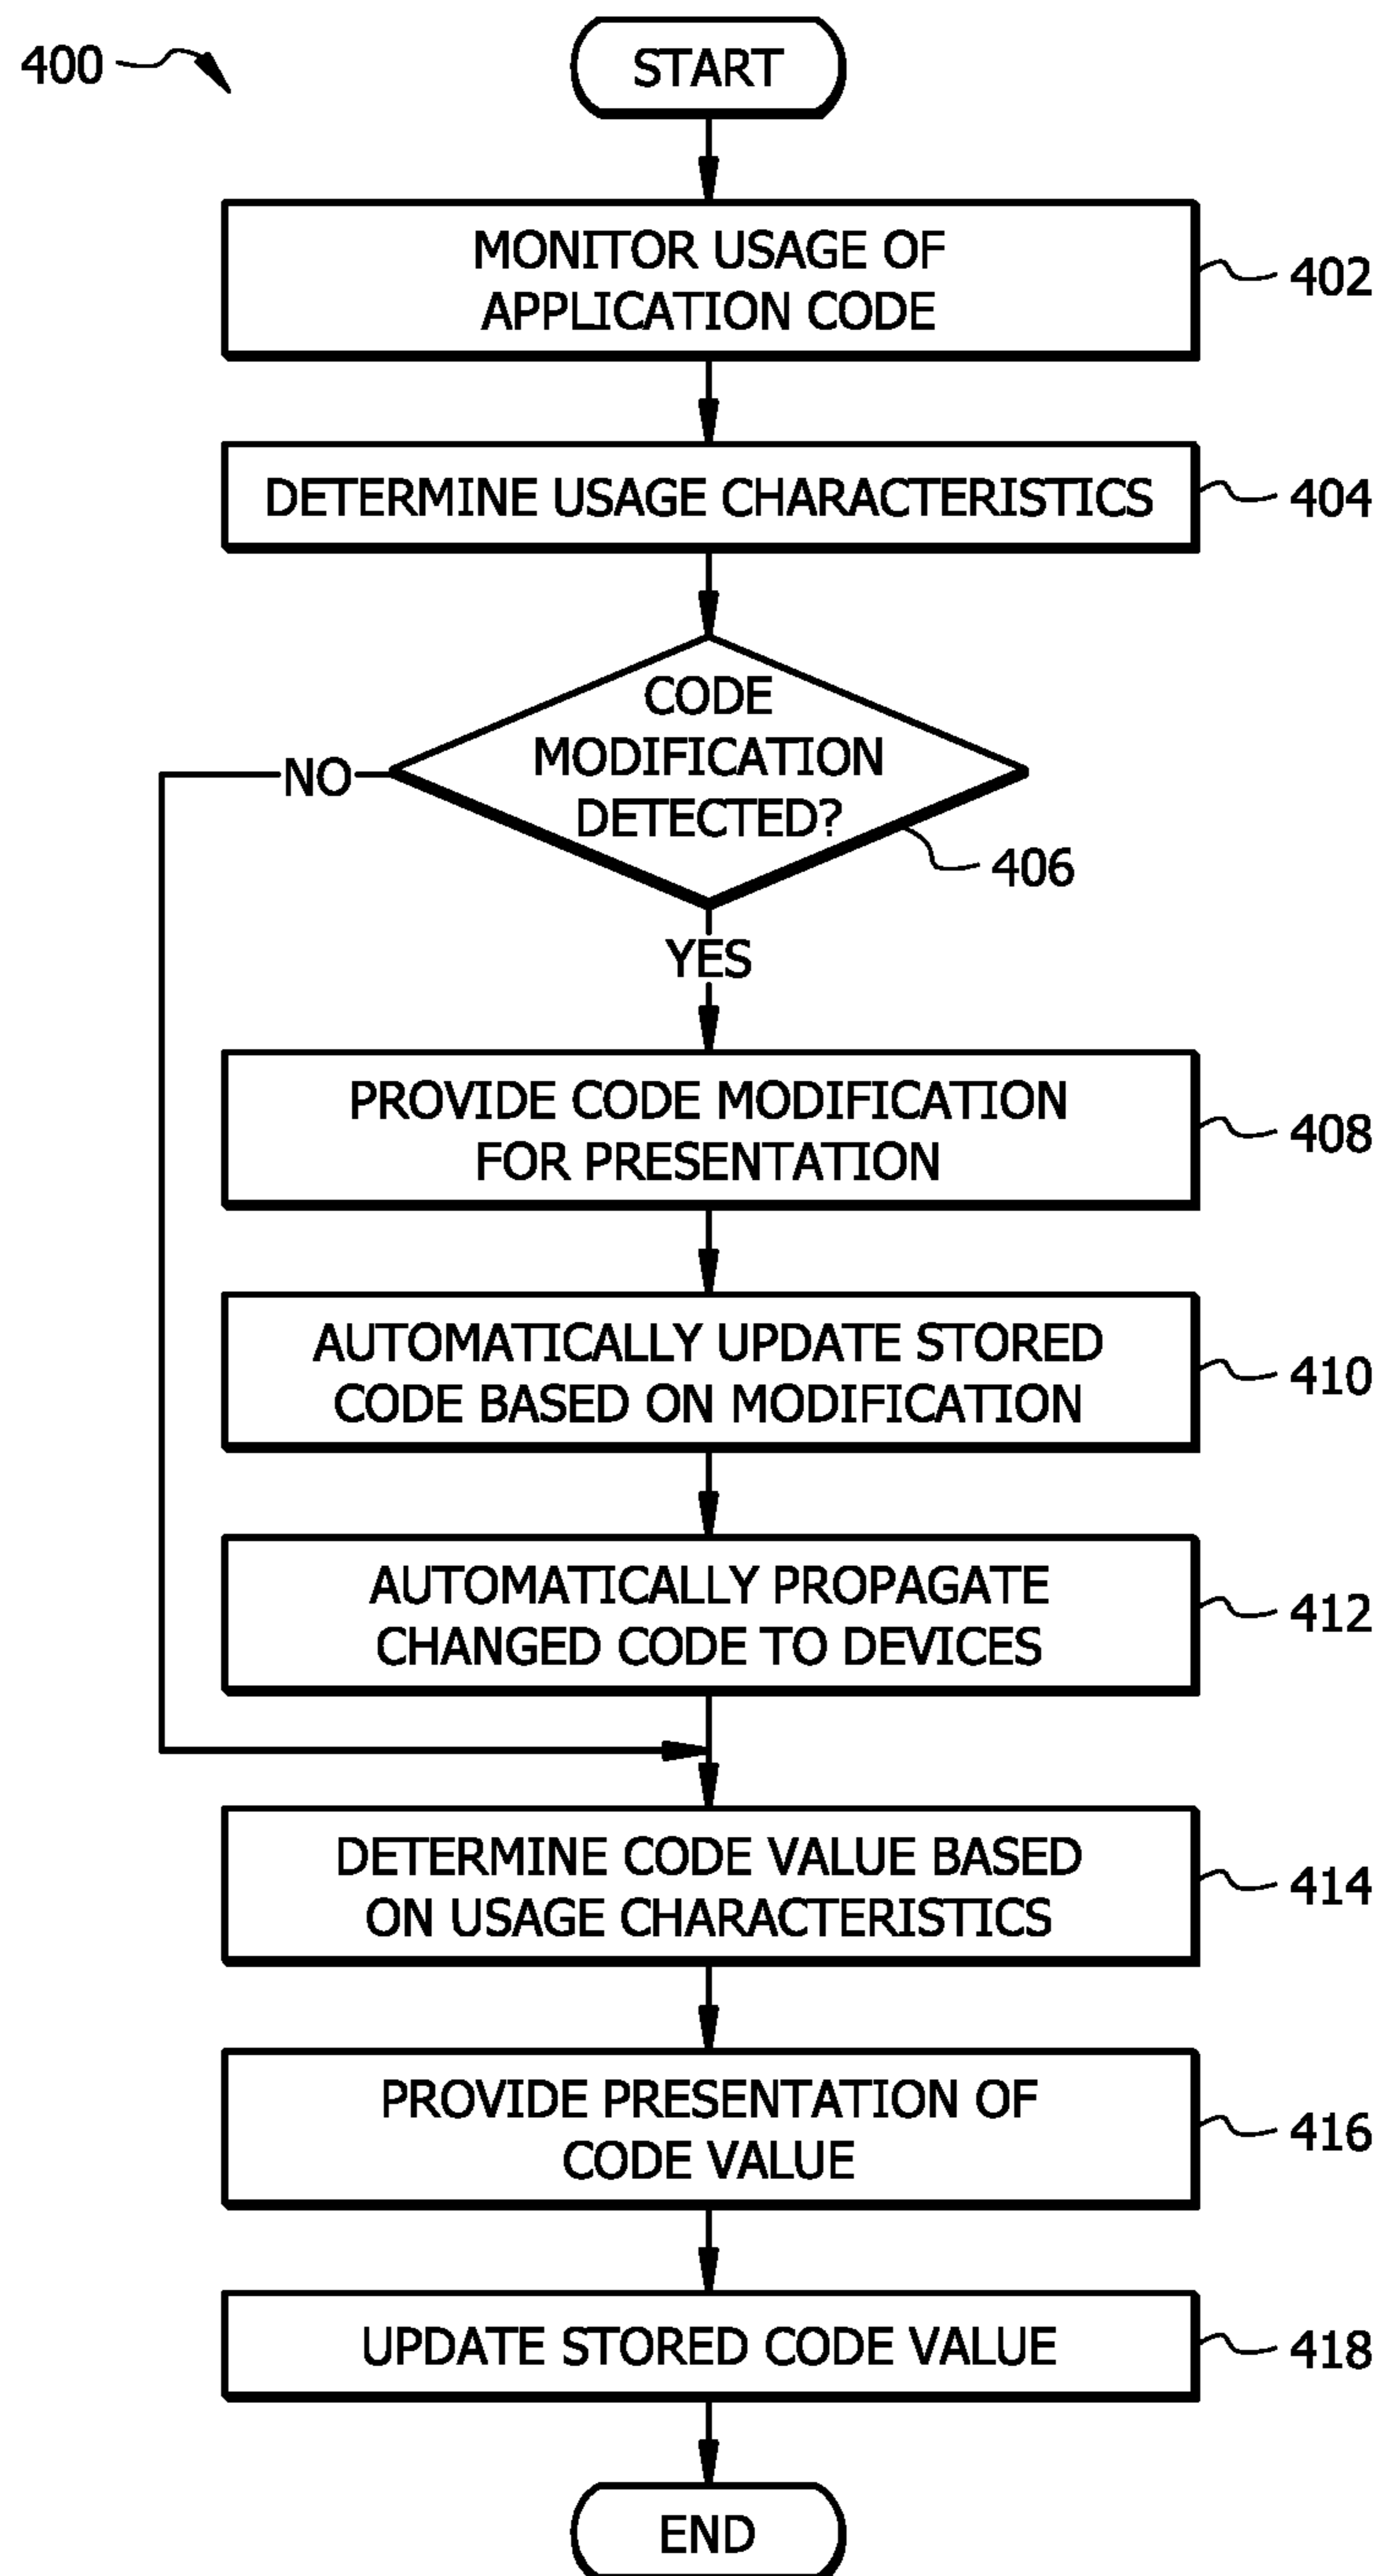 400
START
MONITOR USAGE OF
APPLICATION CODE
402
DETERMINE USAGE CHARACTERISTICS
404
CODE
MODIFICATION
DETECTED?
NO
406
YES
PROVIDE CODE MODIFICATION
FOR PRESENTATION
408
AUTOMATICALLY UPDATE STORED
CODE BASED ON MODIFICATION
410
AUTOMATICALLY PROPAGATE
CHANGED CODE TO DEVICES
412
DETERMINE CODE VALUE BASED
ON USAGE CHARACTERISTICS
414
PROVIDE PRESENTATION OF
CODE VALUE
416
UPDATE STORED CODE VALUE
418
END